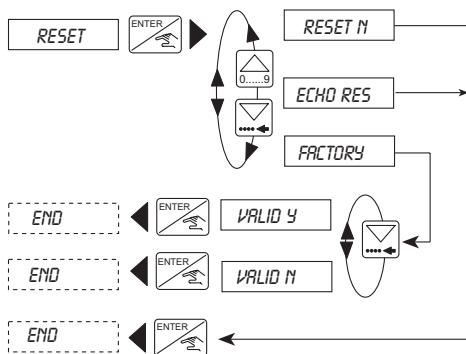 RESET
ENTER
RESET N
0......9
ECHO RES
FACTORY
END
ENTER
VALID Y
END
ENTER
VALID N
END
ENTER